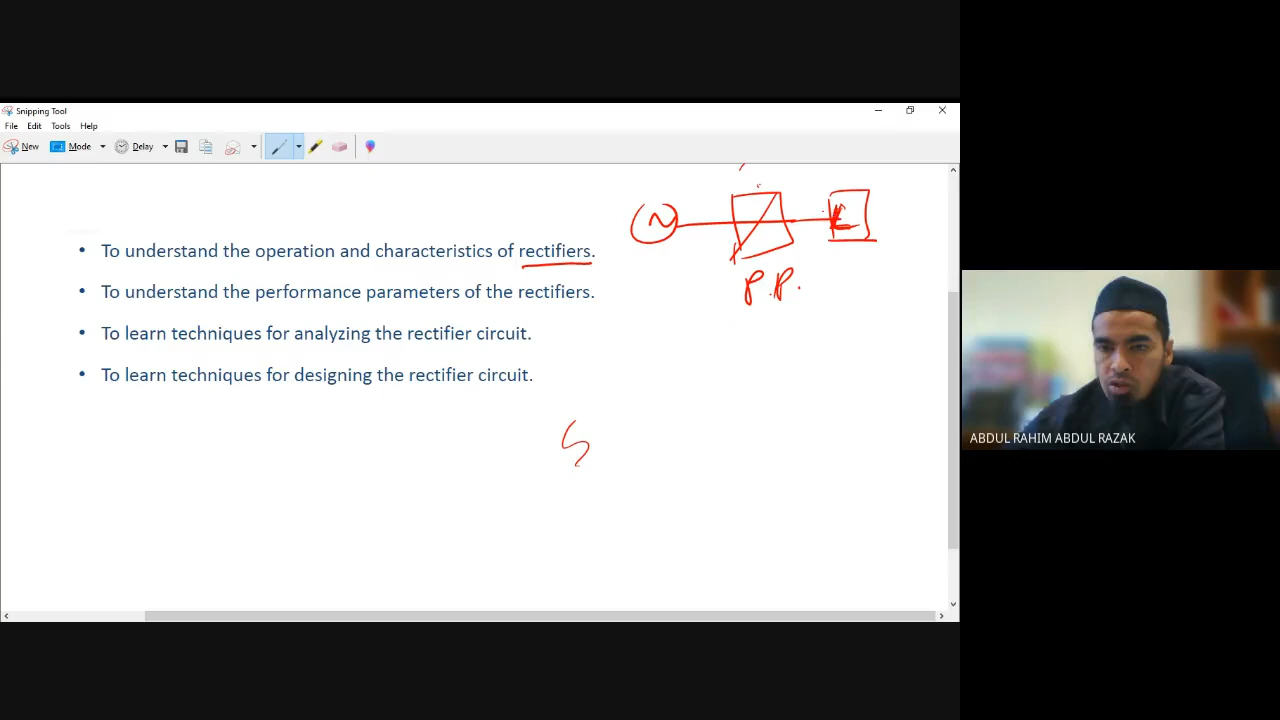 Snipping Tool
File Edit Tools Help
New Mode Delay
To understand the operation and characteristics of rectifiers.
To understand the performance parameters of the rectifiers.
To learn techniques for analyzing the rectifier circuit.
To learn techniques for designing the rectifier circuit.
L
P.P.
S
ABDUL RAHIM ABDUL RAZAK